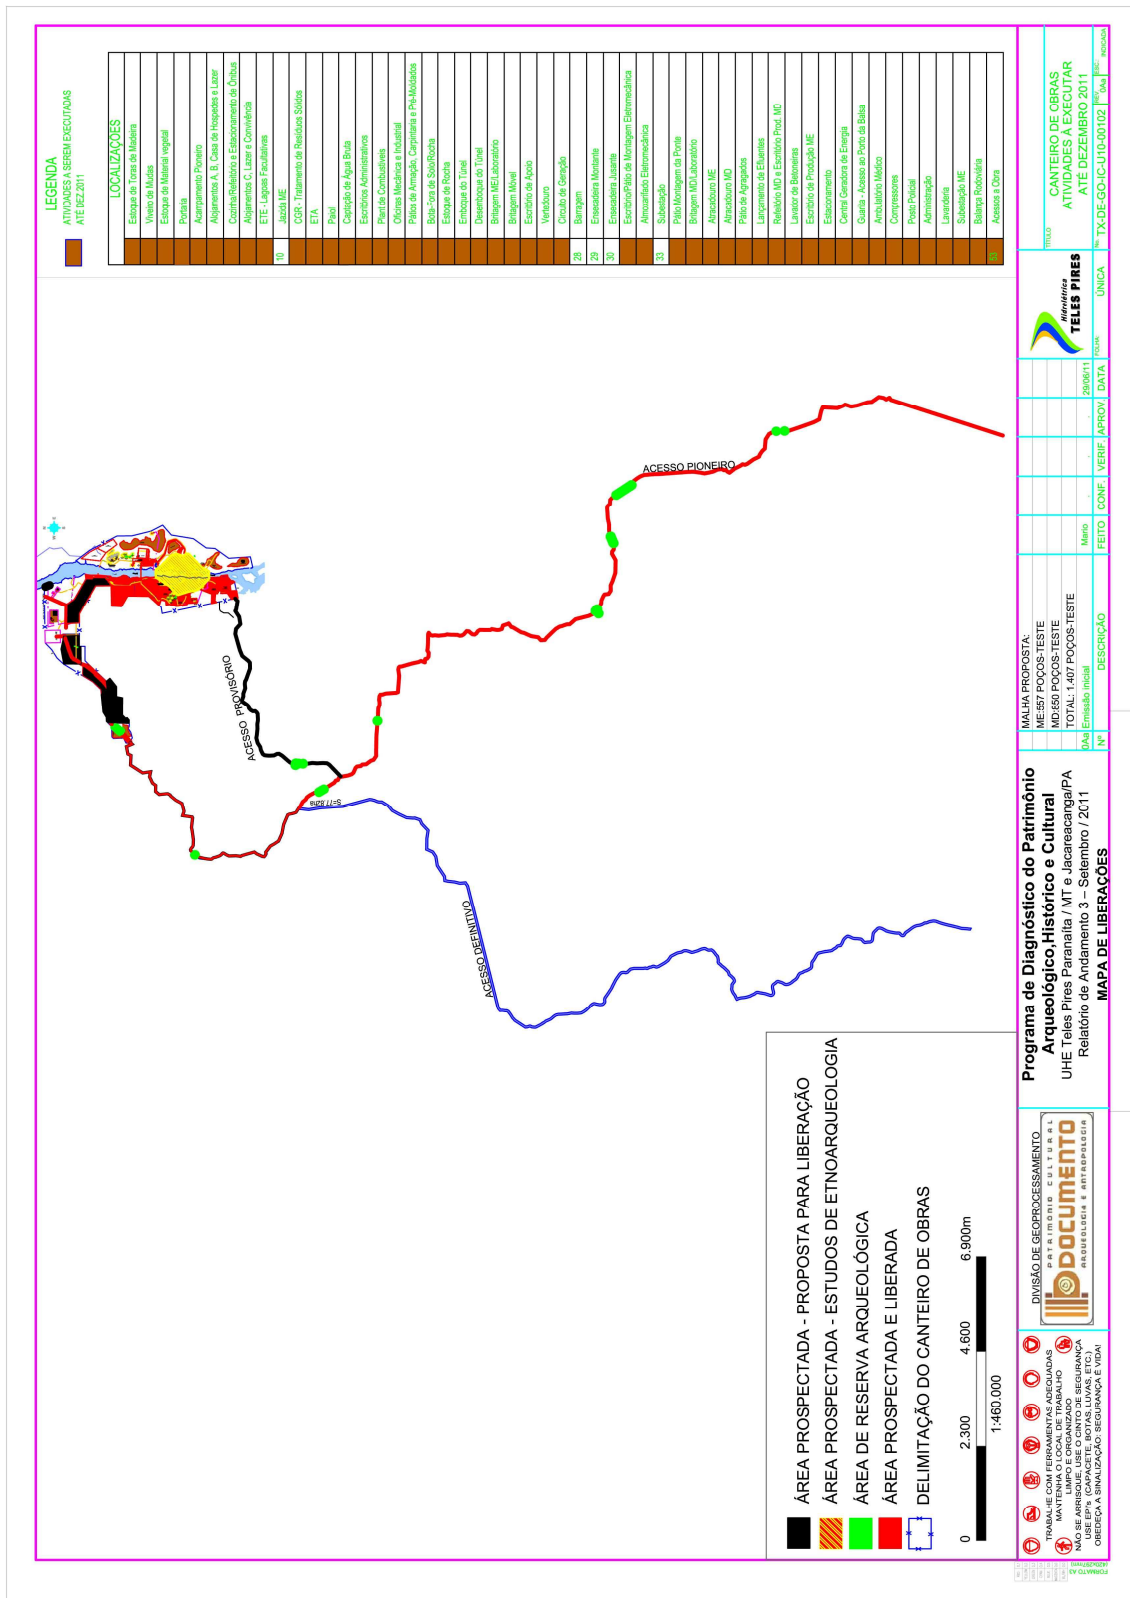 LEGENDA
ATIVIDADES A SEREM EXECUTADAS
ATÉ DEZ.2011
LOCALIZAÇÕES
Estoque de Toras de Madeira
Viveiro de Mudas
Estoque de Material vegetal
Portaria
Acampamento Pioneiro
Alojamentos A, B, Casa de Hospedes e Lazer
Cozinha/Refeitório e Estacionamento de Ônibus
Alojamentos C, Lazer e Convivência
ETE - Lagoas Facultativas
10 Jazida ME
CGR- Tratamento de Resíduos Sólidos
ETA
Paiol
Captação de Água Bruta
Escritórios Administrativos
Plant de Combustíveis
Oficinas Mecânica e Industrial
Pátios de Armação, Carpintaria e Pré-Moldados
Bota-Fora de Solo/Rocha
Estoque de Rocha
Emboque do Túnel
Desemboque do Túnel
Britagem ME/Laboratório
Britagem Móvel
Escritório de Apoio
Vertedouro
Circuito de Geração
28 Barragem
29 Ensecadeira Montante
30 Ensecadeira Jusante
Escritório/Pátio de Montagem Eletromecânica
Almoxarifado Eletromecânica
33 Subestação
Pátio Montagem da Ponte
Britagem MD/Laboratório
Atracadouro ME
Atracadouro MD
Pátio de Agregados
Lançamento de Efluentes
Refeitório MD e Escritório Prod. MD
Lavador de Betoneiras
Escritório de Produção ME
Estacionamento
Central Geradora de Energia
Guarita - Acesso ao Porto da Balsa
Ambulatório Médico
Compressores
Posto Policial
Administração
Lavanderia
Subestação ME
Balança Rodoviária
53 Acessos a Obra
ACESSO PROVISÓRIO
ACESSO PIONEIRO
S=77,82ha
ACESSO DEFINITIVO
ÁREA PROSPECTADA - PROPOSTA PARA LIBERAÇÃO
ÁREA PROSPECTADA - ESTUDOS DE ETNOARQUEOLOGIA
ÁREA DE RESERVA ARQUEOLÓGICA
ÁREA PROSPECTADA E LIBERADA
DELIMITAÇÃO DO CANTEIRO DE OBRAS
0 2.300 4.600 6.900m
1:460.000
TRABALHE COM FERRAMENTAS ADEQUADAS
MANTENHA O LOCAL DE TRABALHO
LIMPO E ORGANIZADO
NÃO SE ARRISQUE, USE O CINTO DE SEGURANÇA
USE EPI's (CAPACETE, BOTAS, LUVAS, ETC.)
OBEDEÇA A SINALIZAÇÃO: SEGURANÇA É VIDA!
FORMATO A3
(420x297mm)
DIVISÃO DE GEOPROCESSAMENTO
PATRIMÔNIO CULTURAL
DOCUMENTO
ARQUEOLOGIA E ANTROPOLOGIA
Programa de Diagnóstico do Patrimônio
Arqueológico,Histórico e Cultural
UHE Teles Pires Paranaíta / MT e Jacareacanga/PA
Relatório de Andamento 3 – Setembro / 2011
MAPA DE LIBERAÇÕES
MALHA PROPOSTA:
ME:557 POÇOS-TESTE
MD:850 POÇOS-TESTE
TOTAL: 1.407 POÇOS-TESTE
0Aa Emissão inicial Mario 29/06/11
Nº DESCRIÇÃO FEITO CONF. VERIF. APROV. DATA
Hidrelétrica
TELES PIRES
FOLHA: ÚNICA
TÍTULO
CANTEIRO DE OBRAS
ATIVIDADES À EXECUTAR
ATÉ DEZEMBRO 2011
No. TX-DE-GO-IC-U10-00102 REV. 0Aa ESC. INDICADA